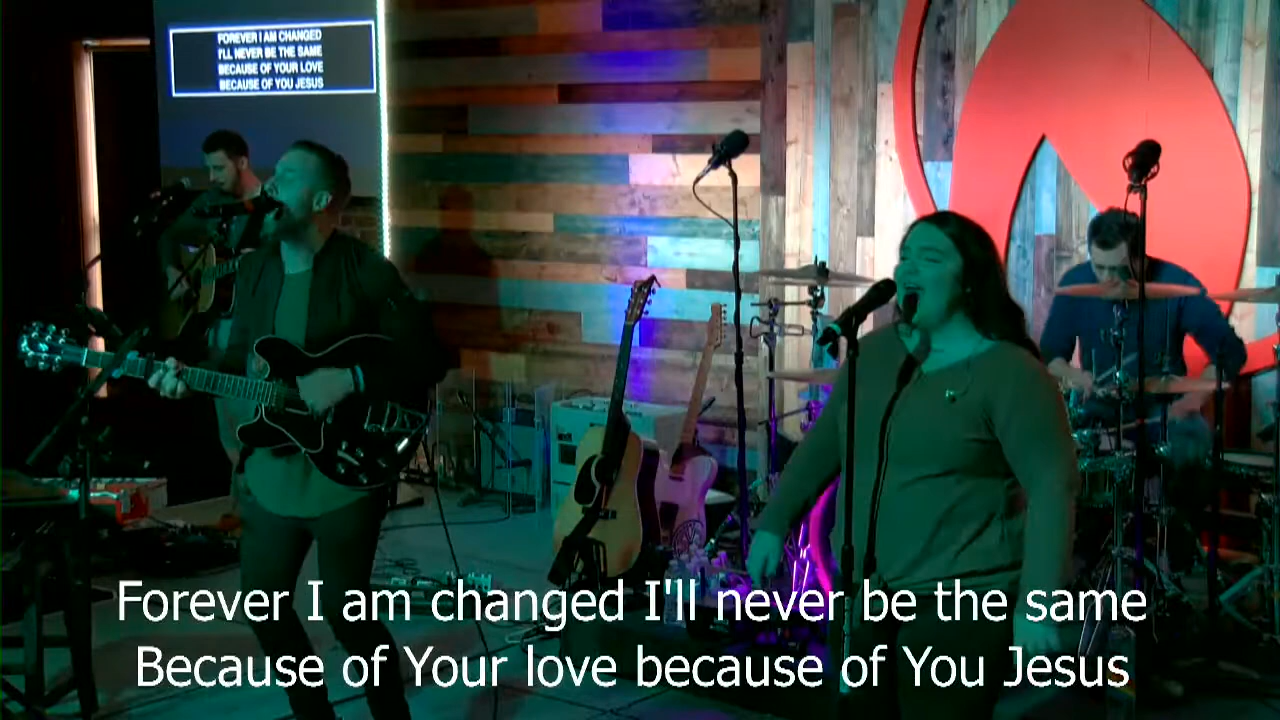 FOREVER I AM CHANGED
I'LL NEVER BE THE SAME
BECAUSE OF YOUR LOVE
BECAUSE OF YOU JESUS
Forever I am changed I'll never be the same
Because of Your love because of You Jesus